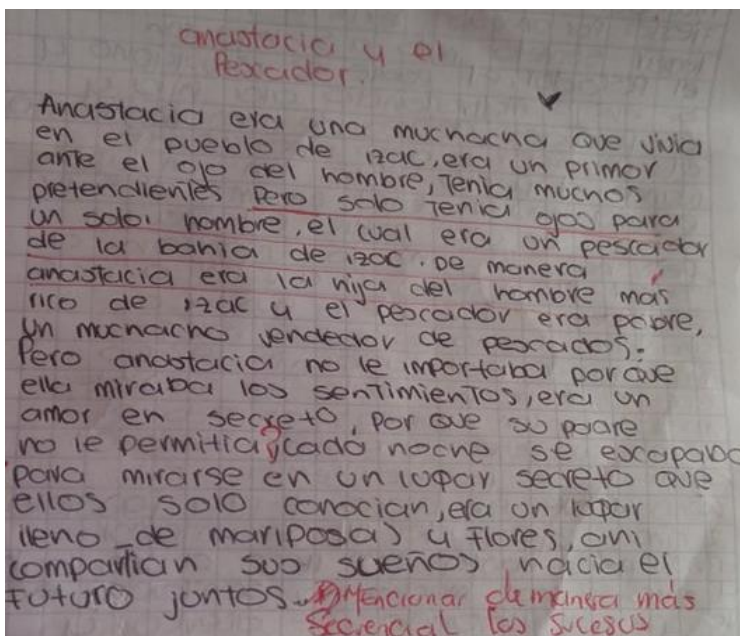 anastacia y el
Pescador.
Anastacia era una muchacha que vivia
en el pueblo de izac, era un primor
ante el ojo del hombre, Tenia muchos
pretendientes Pero solo Tenia ojos para
un solo, hombre, el cual era un pescador
de la bahia de izac. De manera
anastacia era la hija del hombre más
rico de izac y el pescador era pobre,
un muchacho vendedor de pescados.
Pero anastacia no le importaba porque
ella miraba los sentimientos, era un
amor en secreto, por que su padre
no le permitia, cada noche se escapaba
para mirarse en un lugar secreto que
ellos solo conocian, era un lugar
lleno de mariposas y flores, ahi
compartian sus sueños hacia el
Futuro juntos. Mencionar de manera más
Secuencial los sucesos